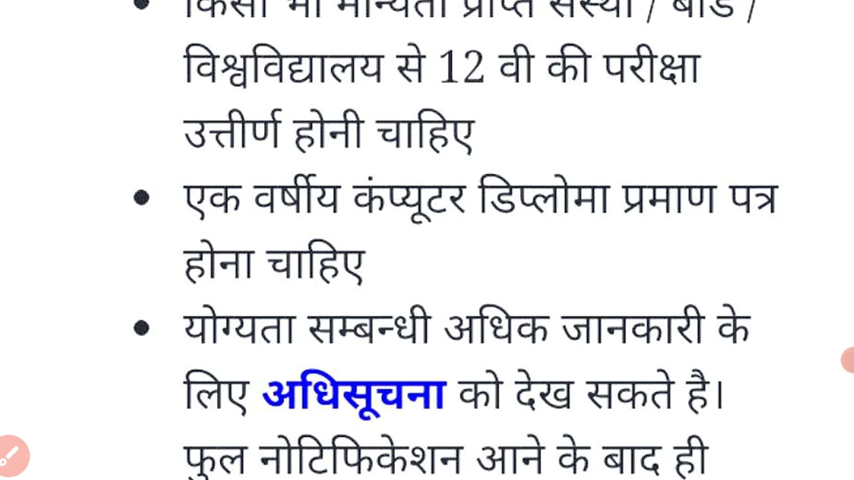 किसी भी मान्यता प्राप्त संस्था / बोर्ड /
विश्वविद्यालय से 12 वी की परीक्षा
उत्तीर्ण होनी चाहिए
एक वर्षीय कंप्यूटर डिप्लोमा प्रमाण पत्र
होना चाहिए
योग्यता सम्बन्धी अधिक जानकारी के
लिए अधिसूचना को देख सकते है।
फुल नोटिफिकेशन आने के बाद ही